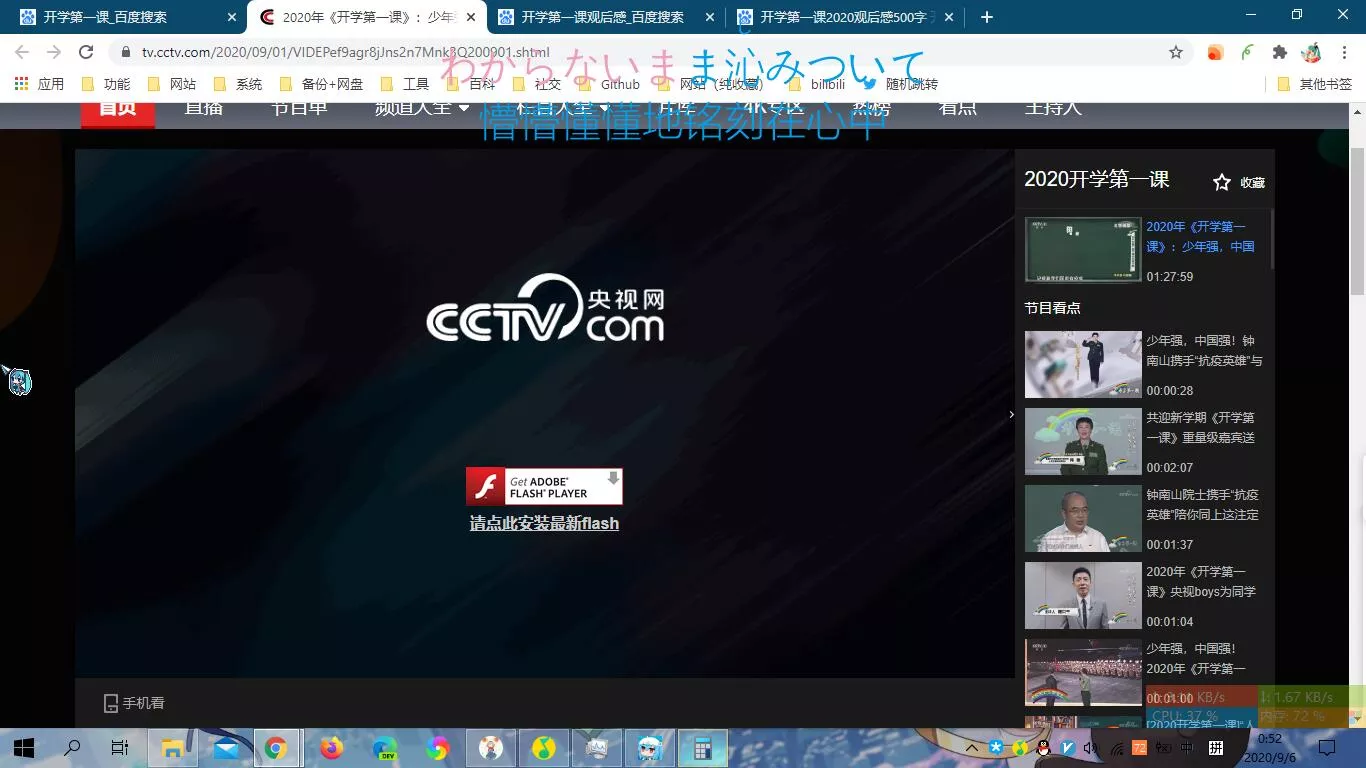 开学第一课_百度搜索
2020年《开学第一课》：少年
开学第一课观后感_百度搜索
开学第一课2020观后感500字
tv.cctv.com/2020/09/01/VIDEPef9agr8jJns2n7MnkBQ200901.shtml
わからないまま沁みついて
应用 功能 网站 系统 备份+网盘 工具 百科 社交 Github 网站（纯收藏） bilibili 随机跳转 其他书签
首页 直播 节目单 频道大全 栏目大全 片库 4K专区 热榜 看点 主持人
懵懵懂懂地铭刻在心中
CCTV.com 央视网
Get ADOBE® FLASH® PLAYER
请点此安装最新flash
手机看
2020开学第一课 收藏
2020年《开学第一
课》：少年强，中国
01:27:59
节目看点
少年强，中国强！钟
南山携手“抗疫英雄”与
00:00:28
共迎新学期《开学第
一课》重量级嘉宾送
00:02:07
钟南山院士携手“抗疫
英雄”陪你同上这注定
00:01:37
2020年《开学第一
课》央视boys为同学
00:01:04
少年强，中国强！
2020年《开学第一
00:01:00
KB/s 1.67 KB/s
CPU: 37 % 内存: 72 %
[2020开学第一课]“人
DEV
72
中
拼
0:52
2020/9/6